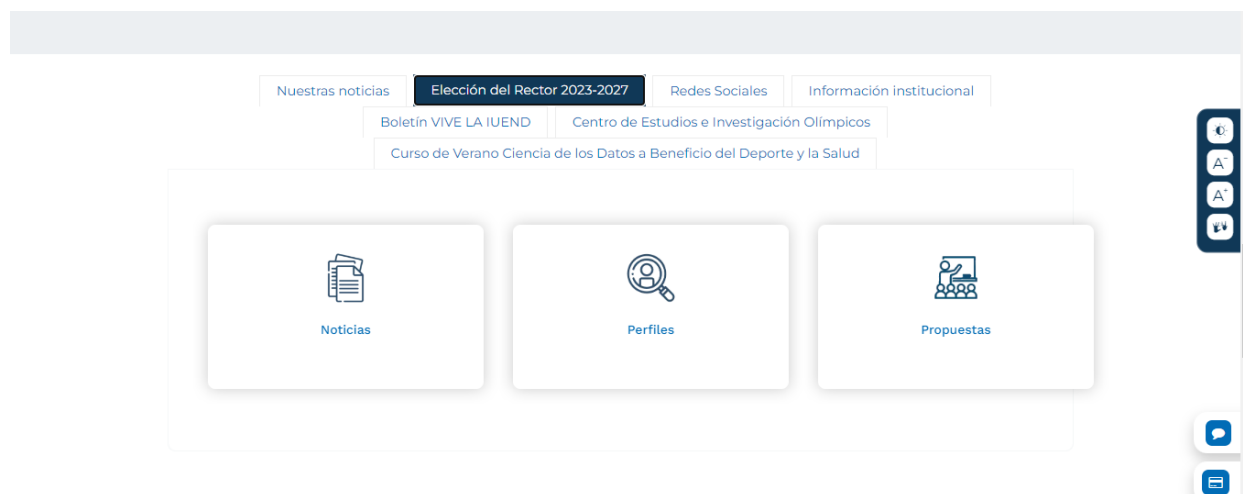 Nuestras noticias Elección del Rector 2023-2027 Redes Sociales Información institucional
Boletín VIVE LA IUEND Centro de Estudios e Investigación Olímpicos
Curso de Verano Ciencia de los Datos a Beneficio del Deporte y la Salud
A-
A+
Noticias Perfiles Propuestas